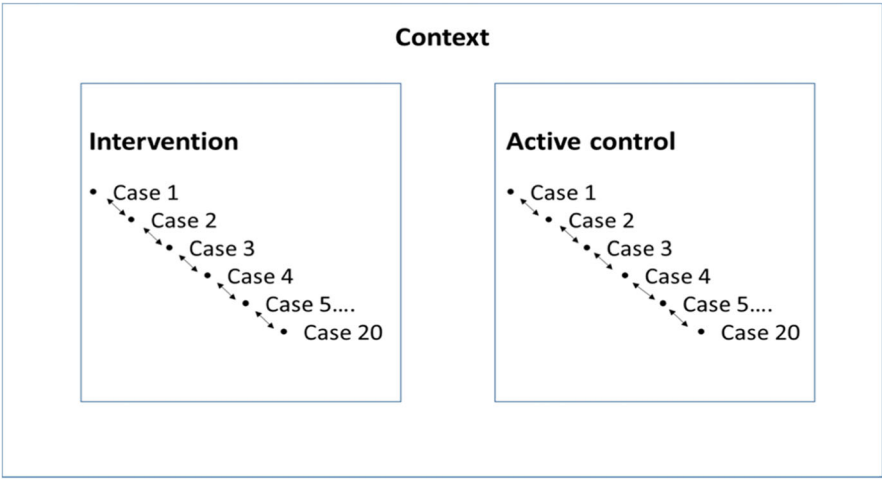 Context
Intervention
• Case 1
• Case 2
• Case 3
• Case 4
• Case 5....
• Case 20
Active control
• Case 1
• Case 2
• Case 3
• Case 4
• Case 5....
• Case 20